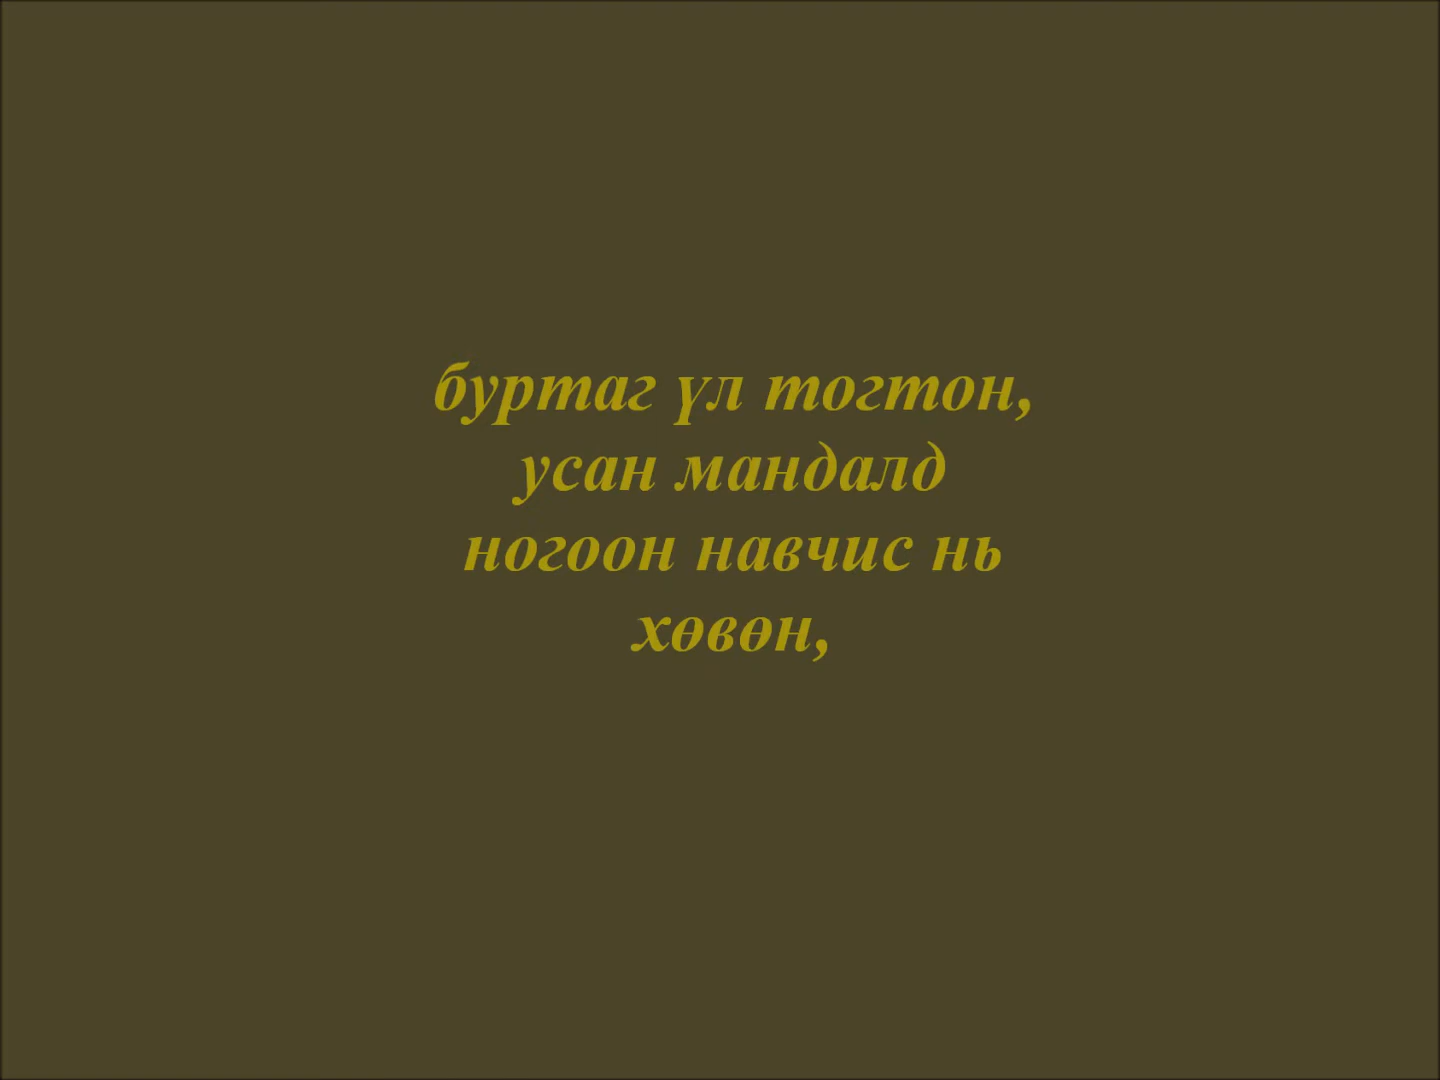 буртаг үл тогтон,
усан мандалд
ногоон навчис нь
хөвөн,